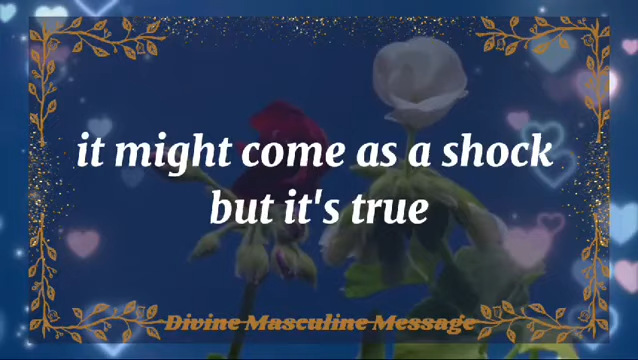 it might come as a shock
but it's true
Divine Masculine Message